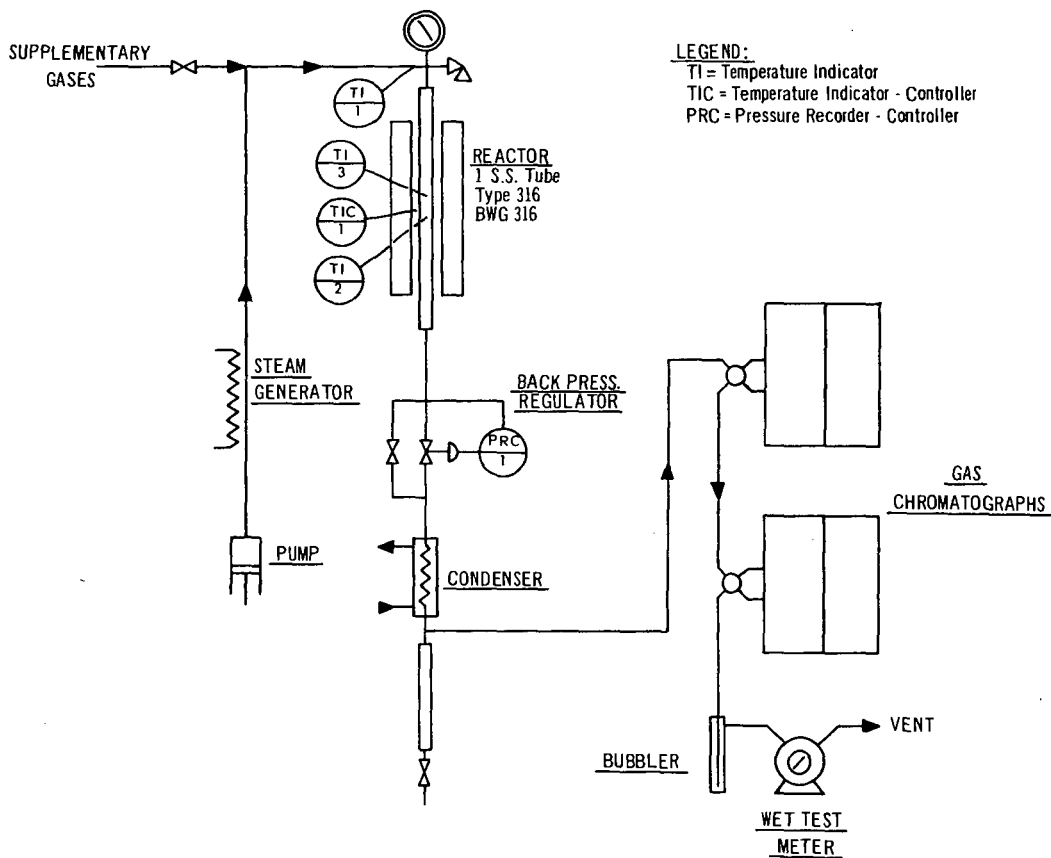 SUPPLEMENTARY
GASES
LEGEND:
TI = Temperature Indicator
TIC = Temperature Indicator - Controller
PRC = Pressure Recorder - Controller
TI
1
TI
3
TIC
1
TI
2
REACTOR
1 S.S. Tube
Type 316
BWG 316
STEAM
GENERATOR
BACK PRESS.
REGULATOR
PRC
1
PUMP
CONDENSER
GAS
CHROMATOGRAPHS
BUBBLER
VENT
WET TEST
METER